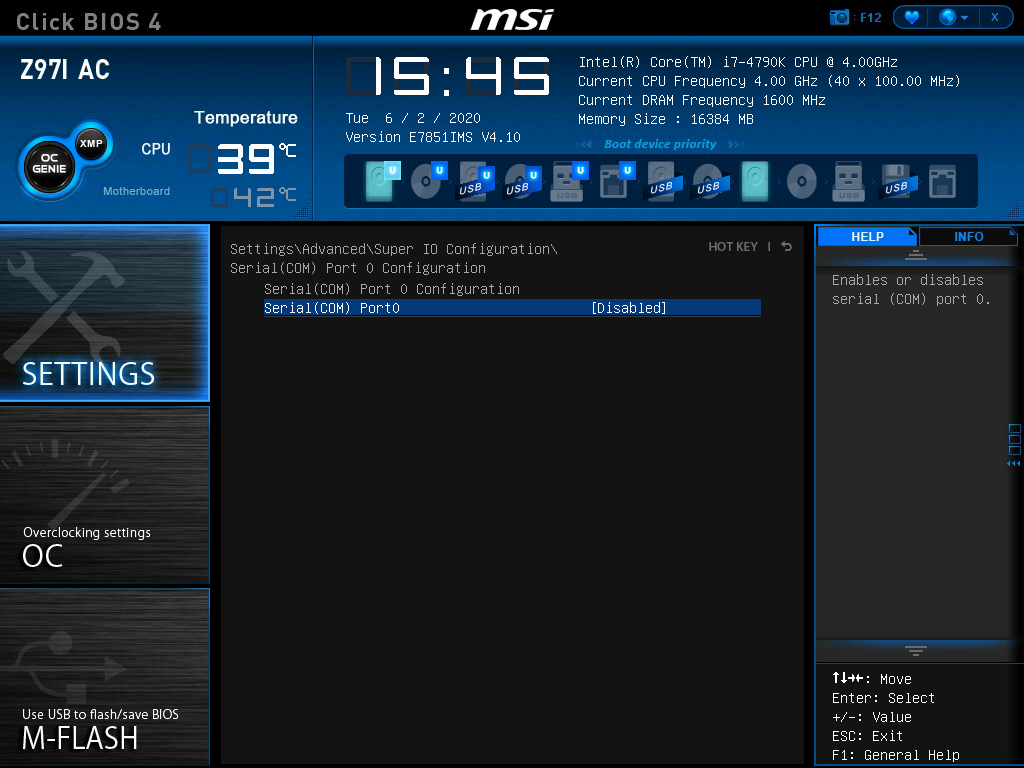 Click BIOS 4
msi
: F12
X
Z97I AC
Temperature
OC GENIE
XMP
CPU 39°C
Motherboard 42°C
15:45
Tue 6 / 2 / 2020
Version E7851IMS V4.10
Intel(R) Core(TM) i7-4790K CPU @ 4.00GHz
Current CPU Frequency 4.00 GHz (40 x 100.00 MHz)
Current DRAM Frequency 1600 MHz
Memory Size : 16384 MB
Boot device priority
U U U U U U
USB USB USB USB USB USB USB
SETTINGS
Overclocking settings
OC
Use USB to flash/save BIOS
M-FLASH
Settings\Advanced\Super IO Configuration\
Serial(COM) Port 0 Configuration
HOT KEY |
Serial(COM) Port 0 Configuration
Serial(COM) Port0 [Disabled]
HELP INFO
Enables or disables
serial (COM) port 0.
↑↓→←: Move
Enter: Select
+/-: Value
ESC: Exit
F1: General Help